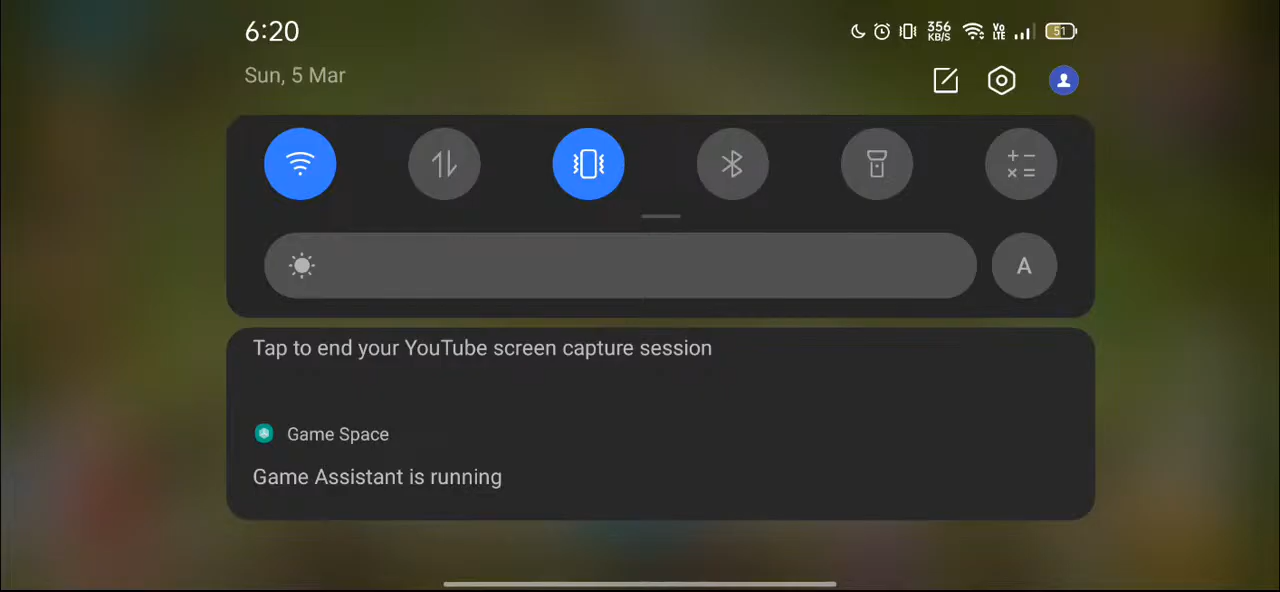 6:20
356
KB/S
VO
LTE
51
Sun, 5 Mar
A
Tap to end your YouTube screen capture session
Game Space
Game Assistant is running